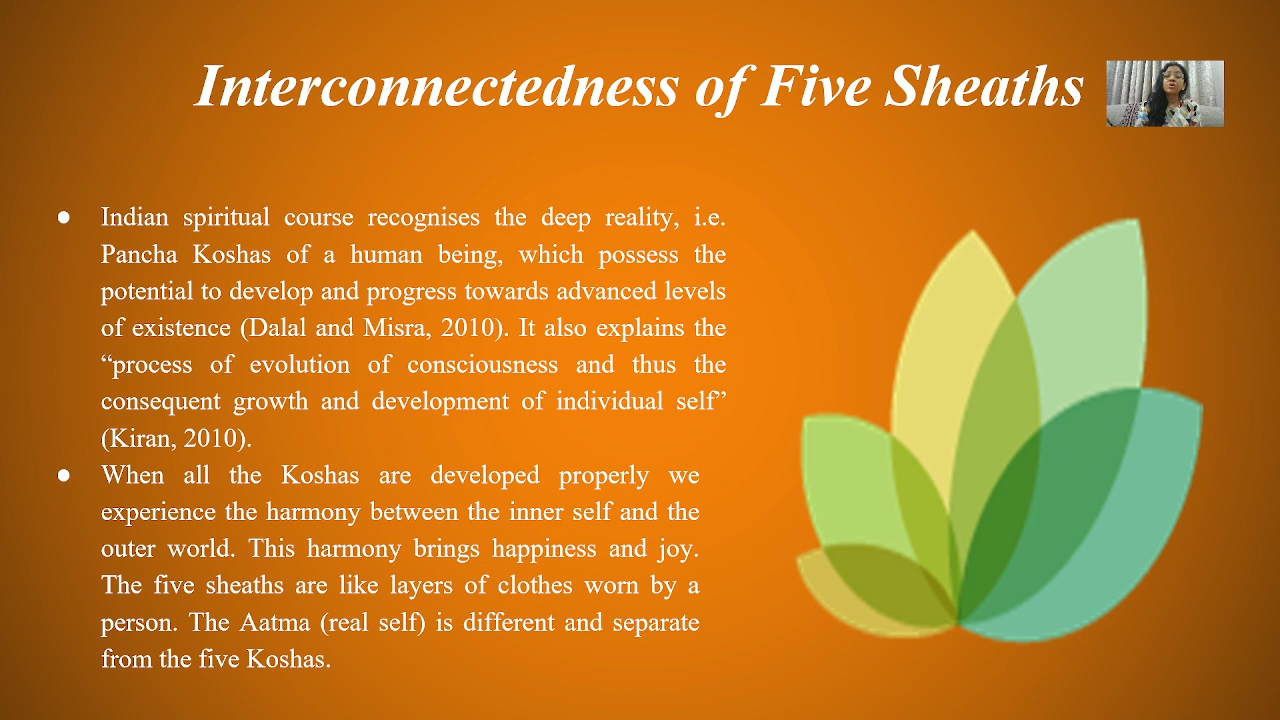 Interconnectedness of Five Sheaths
● Indian spiritual course recognises the deep reality, i.e.
Pancha Koshas of a human being, which possess the
potential to develop and progress towards advanced levels
of existence (Dalal and Misra, 2010). It also explains the
“process of evolution of consciousness and thus the
consequent growth and development of individual self”
(Kiran, 2010).
● When all the Koshas are developed properly we
experience the harmony between the inner self and the
outer world. This harmony brings happiness and joy.
The five sheaths are like layers of clothes worn by a
person. The Aatma (real self) is different and separate
from the five Koshas.